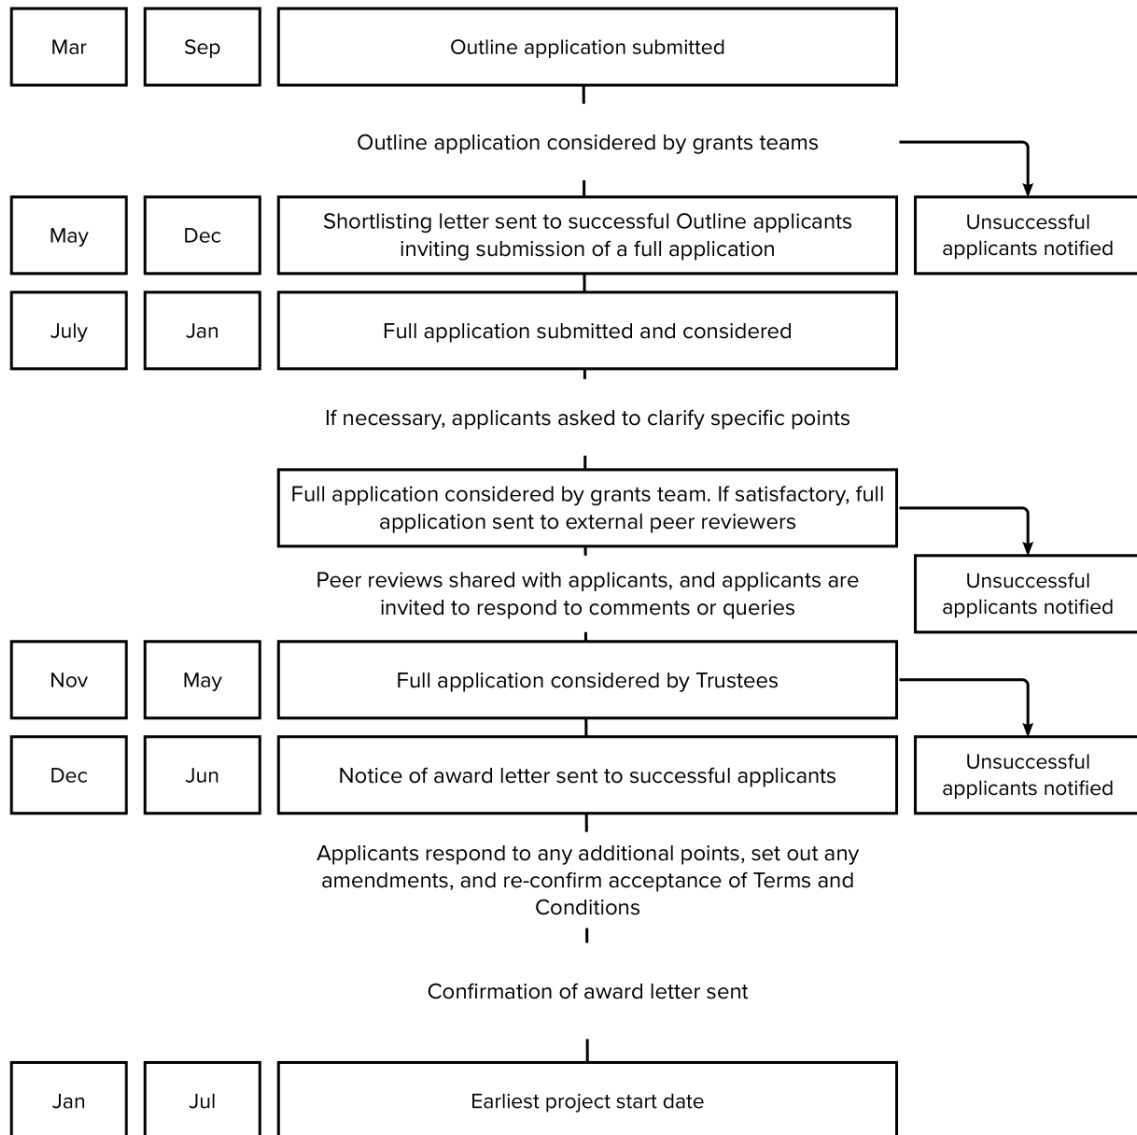 Mar
Sep
Outline application submitted
Outline application considered by grants teams
May
Dec
Shortlisting letter sent to successful Outline applicants
inviting submission of a full application
Unsuccessful
applicants notified
July
Jan
Full application submitted and considered
If necessary, applicants asked to clarify specific points
Full application considered by grants team. If satisfactory, full
application sent to external peer reviewers
Peer reviews shared with applicants, and applicants are
invited to respond to comments or queries
Unsuccessful
applicants notified
Nov
May
Full application considered by Trustees
Dec
Jun
Notice of award letter sent to successful applicants
Unsuccessful
applicants notified
Applicants respond to any additional points, set out any
amendments, and re-confirm acceptance of Terms and
Conditions
Confirmation of award letter sent
Jan
Jul
Earliest project start date